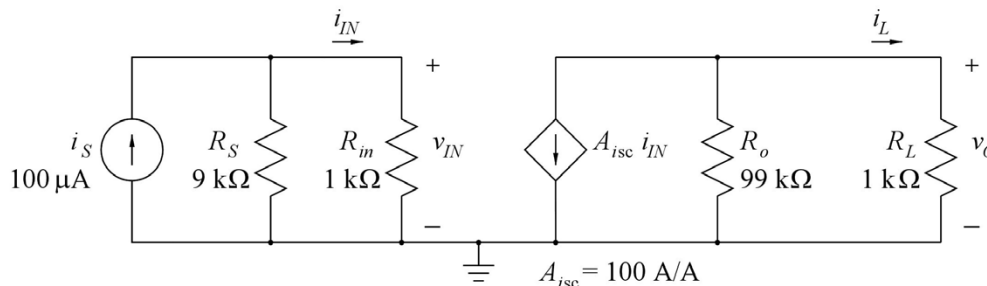 i_IN
i_L
i_S
100 μA
R_S
9 kΩ
R_in
1 kΩ
+
v_IN
−
A_isc i_IN
R_o
99 kΩ
R_L
1 kΩ
+
−
A_isc = 100 A/A